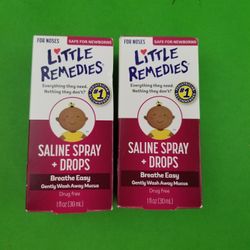 FOR NOSES
SAFE FOR NEWBORNS
LiTTLE
REMEDIES®
Everything they need.
Nothing they don't.®
#1
SALINE SPRAY
+ DROPS
Breathe Easy
Gently Wash Away Mucus
Drug free
1 fl oz (30 mL)
FOR NOSES
SAFE FOR NEWBORNS
LiTTLE
REMEDIES®
Everything they need.
Nothing they don't.®
#1
SALINE SPRAY
+ DROPS
Breathe Easy
Gently Wash Away Mucus
Drug free
1 fl oz (30 mL)